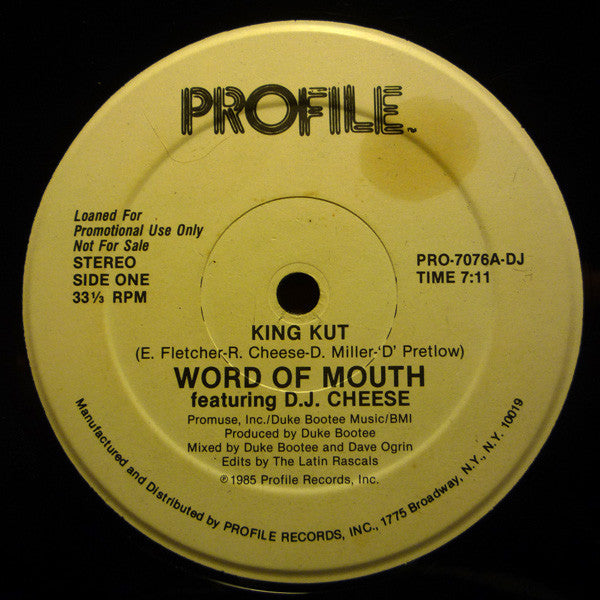 PROFILE™
Loaned For
Promotional Use Only
Not For Sale
STEREO
SIDE ONE
33⅓ RPM
PRO-7076A-DJ
TIME 7:11
KING KUT
(E. Fletcher-R. Cheese-D. Miller-'D' Pretlow)
WORD OF MOUTH
featuring D.J. CHEESE
Promuse, Inc./Duke Bootee Music/BMI
Produced by Duke Bootee
Mixed by Duke Bootee and Dave Ogrin
Edits by The Latin Rascals
℗1985 Profile Records, Inc.
Manufactured and Distributed by PROFILE RECORDS, INC., 1775 Broadway, N.Y., N.Y. 10019